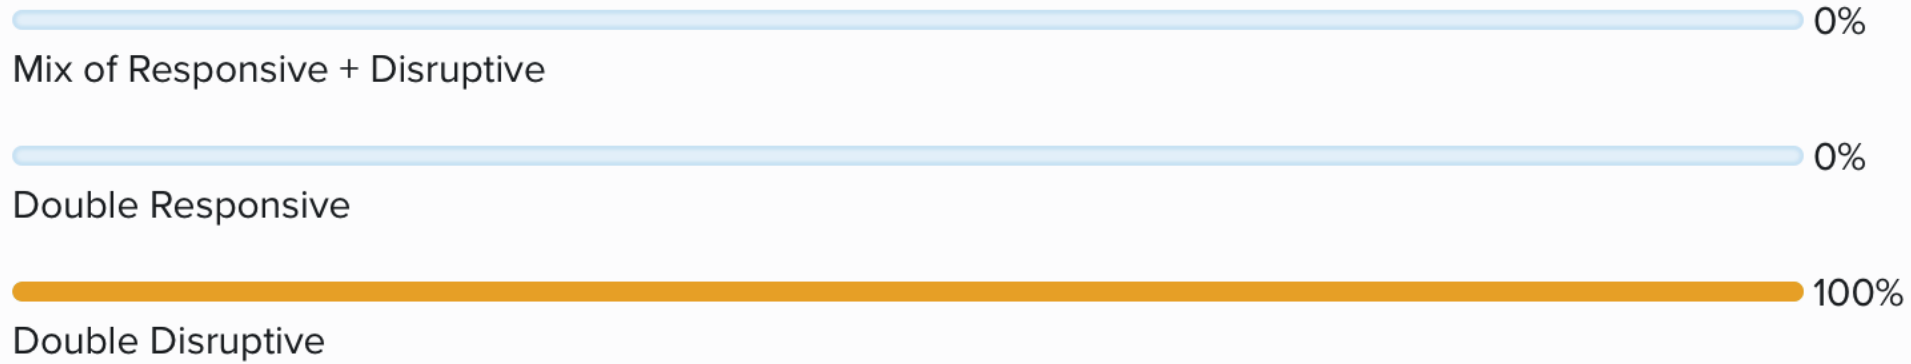 0%
Mix of Responsive + Disruptive
0%
Double Responsive
100%
Double Disruptive